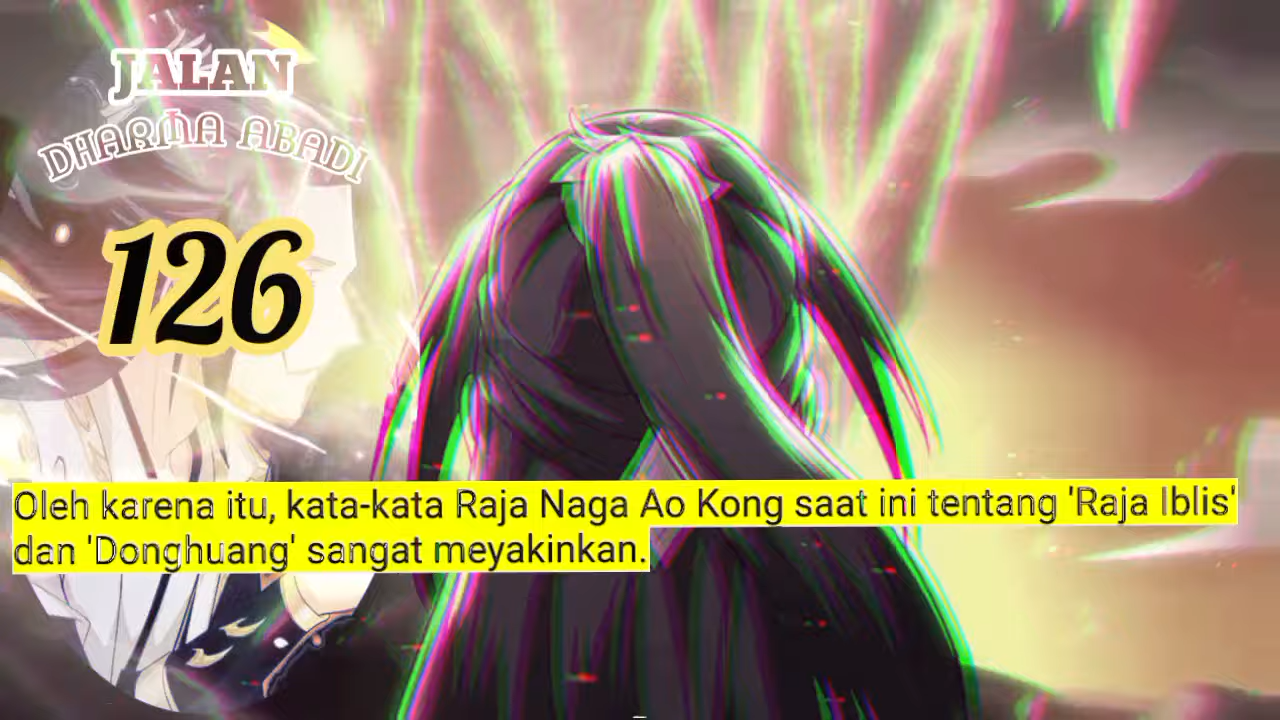 JALAN
DHARMA ABADI
126
Oleh karena itu, kata-kata Raja Naga Ao Kong saat ini tentang 'Raja Iblis'
dan 'Donghuang' sangat meyakinkan.